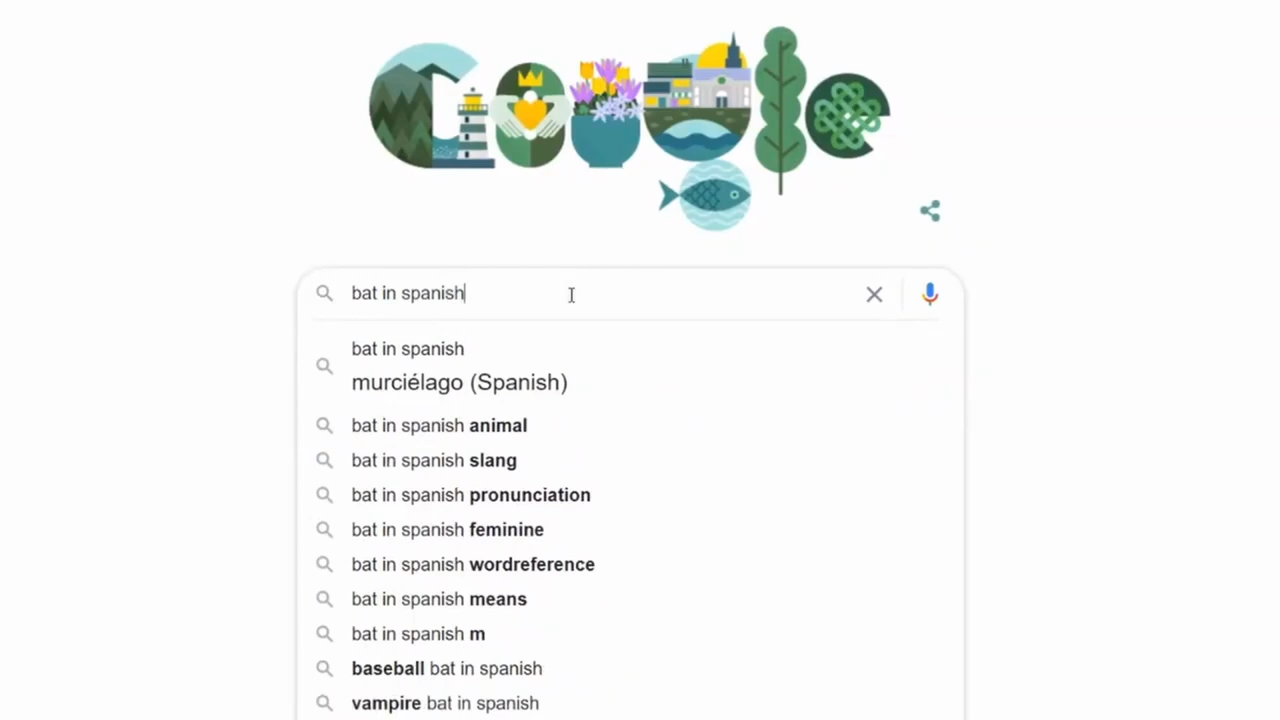 bat in spanish
bat in spanish
murciélago (Spanish)
bat in spanish animal
bat in spanish slang
bat in spanish pronunciation
bat in spanish feminine
bat in spanish wordreference
bat in spanish means
bat in spanish m
baseball bat in spanish
vampire bat in spanish